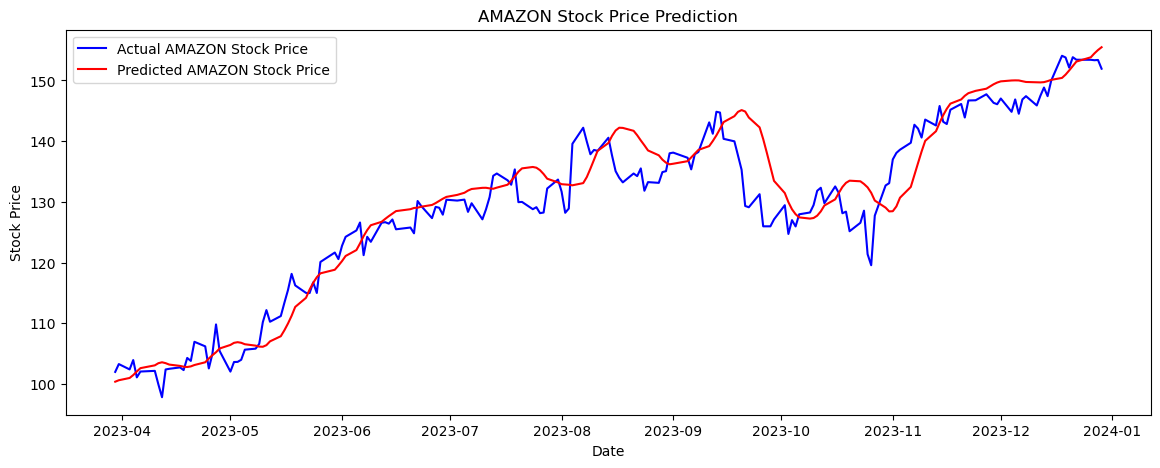 AMAZON Stock Price Prediction
Actual AMAZON Stock Price
Predicted AMAZON Stock Price
Stock Price
150
140
130
120
110
100
2023-04 2023-05 2023-06 2023-07 2023-08 2023-09 2023-10 2023-11 2023-12 2024-01
Date